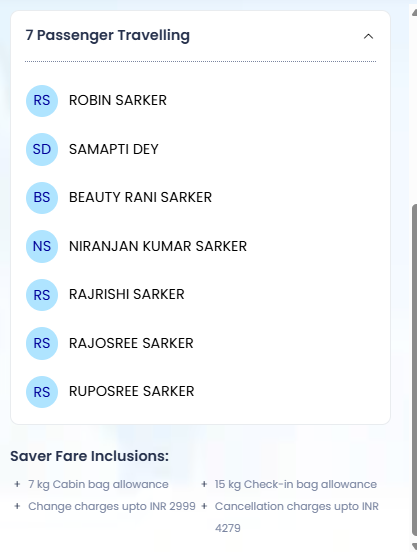 7 Passenger Travelling
RS ROBIN SARKER
SD SAMAPTI DEY
BS BEAUTY RANI SARKER
NS NIRANJAN KUMAR SARKER
RS RAJRISHI SARKER
RS RAJOSREE SARKER
RS RUPOSREE SARKER
Saver Fare Inclusions:
+ 7 kg Cabin bag allowance + 15 kg Check-in bag allowance
+ Change charges upto INR 2999 + Cancellation charges upto INR
4279